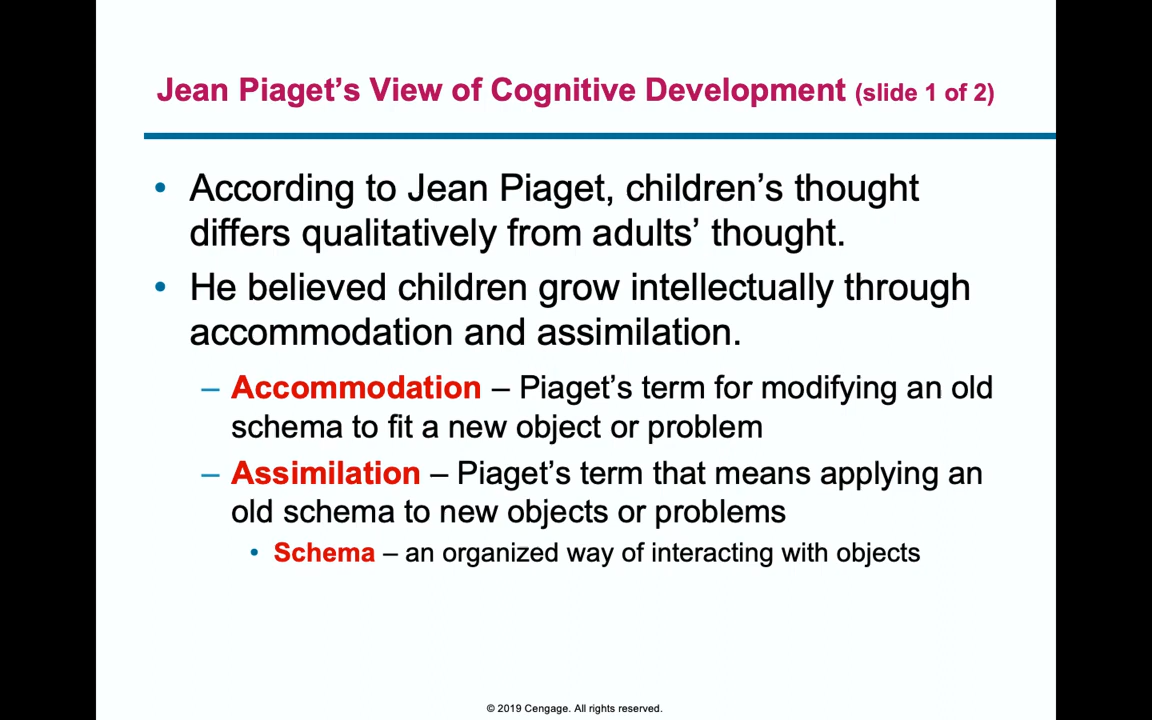 Jean Piaget’s View of Cognitive Development (slide 1 of 2)
• According to Jean Piaget, children’s thought
differs qualitatively from adults’ thought.
• He believed children grow intellectually through
accommodation and assimilation.
– Accommodation – Piaget’s term for modifying an old
schema to fit a new object or problem
– Assimilation – Piaget’s term that means applying an
old schema to new objects or problems
• Schema – an organized way of interacting with objects
© 2019 Cengage. All rights reserved.